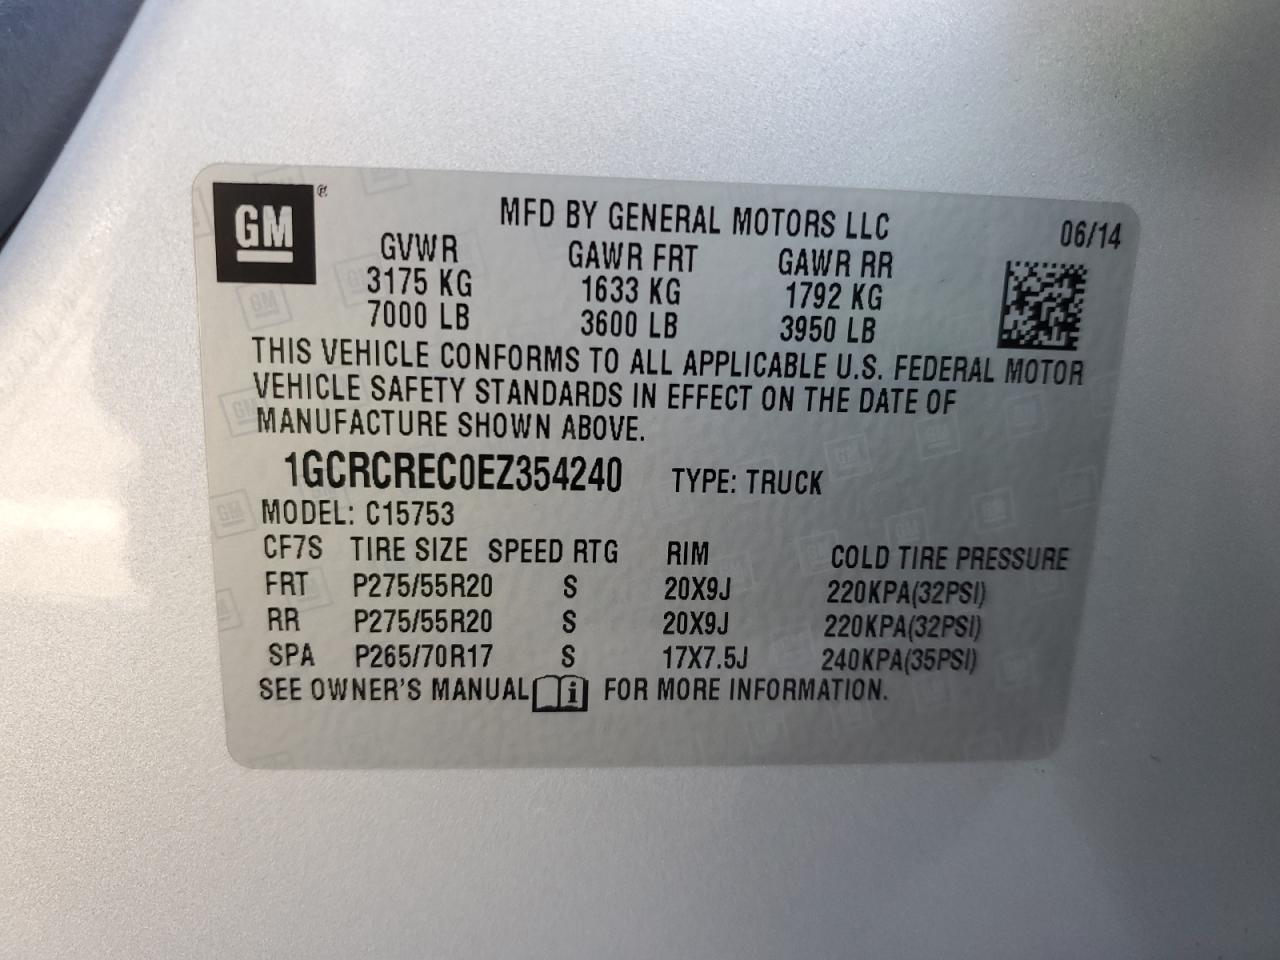 GM ®
MFD BY GENERAL MOTORS LLC 06/14
GVWR GAWR FRT GAWR RR
3175 KG 1633 KG 1792 KG
7000 LB 3600 LB 3950 LB
THIS VEHICLE CONFORMS TO ALL APPLICABLE U.S. FEDERAL MOTOR
VEHICLE SAFETY STANDARDS IN EFFECT ON THE DATE OF
MANUFACTURE SHOWN ABOVE.
1GCRCREC0EZ354240 TYPE: TRUCK
MODEL: C15753
CF7S TIRE SIZE SPEED RTG RIM COLD TIRE PRESSURE
FRT P275/55R20 S 20X9J 220KPA(32PSI)
RR P275/55R20 S 20X9J 220KPA(32PSI)
SPA P265/70R17 S 17X7.5J 240KPA(35PSI)
SEE OWNER'S MANUAL i FOR MORE INFORMATION.